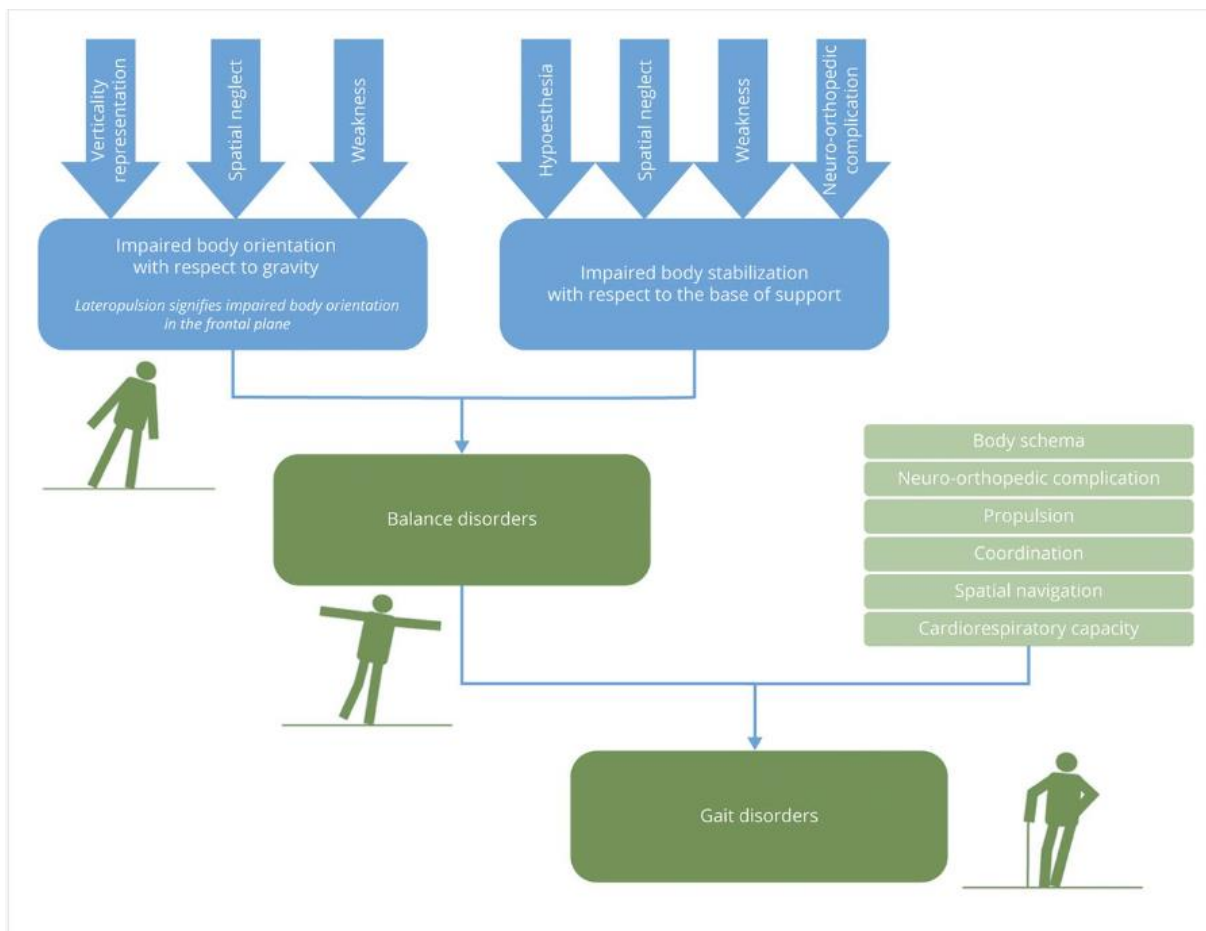 Verticality
representation
Spatial neglect
Weakness
Hypoesthesia
Spatial neglect
Weakness
Neuro-orthopedic
complication
Impaired body orientation
with respect to gravity
Lateropulsion signifies impaired body orientation
in the frontal plane
Impaired body stabilization
with respect to the base of support
Body schema
Neuro-orthopedic complication
Propulsion
Coordination
Spatial navigation
Cardiorespiratory capacity
Balance disorders
Gait disorders